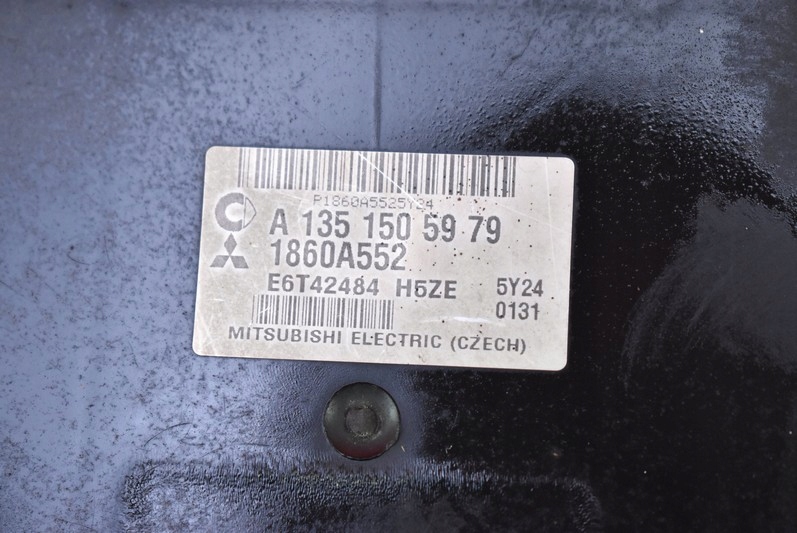 P1860A5525Y24
A 135 150 59 79
1860A552
E6T42484 H5ZE 5Y24
0131
MITSUBISHI ELECTRIC (CZECH)